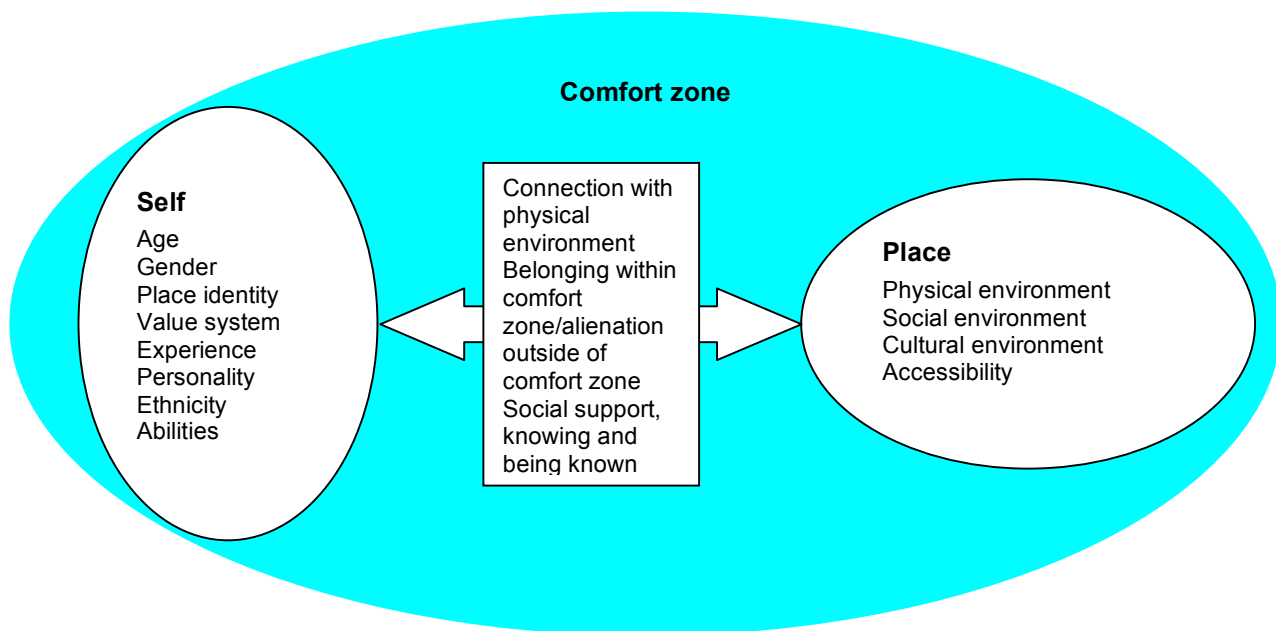 Comfort zone
Self
Age
Gender
Place identity
Value system
Experience
Personality
Ethnicity
Abilities
Connection with
physical
environment
Belonging within
comfort
zone/alienation
outside of
comfort zone
Social support,
knowing and
being known
Place
Physical environment
Social environment
Cultural environment
Accessibility